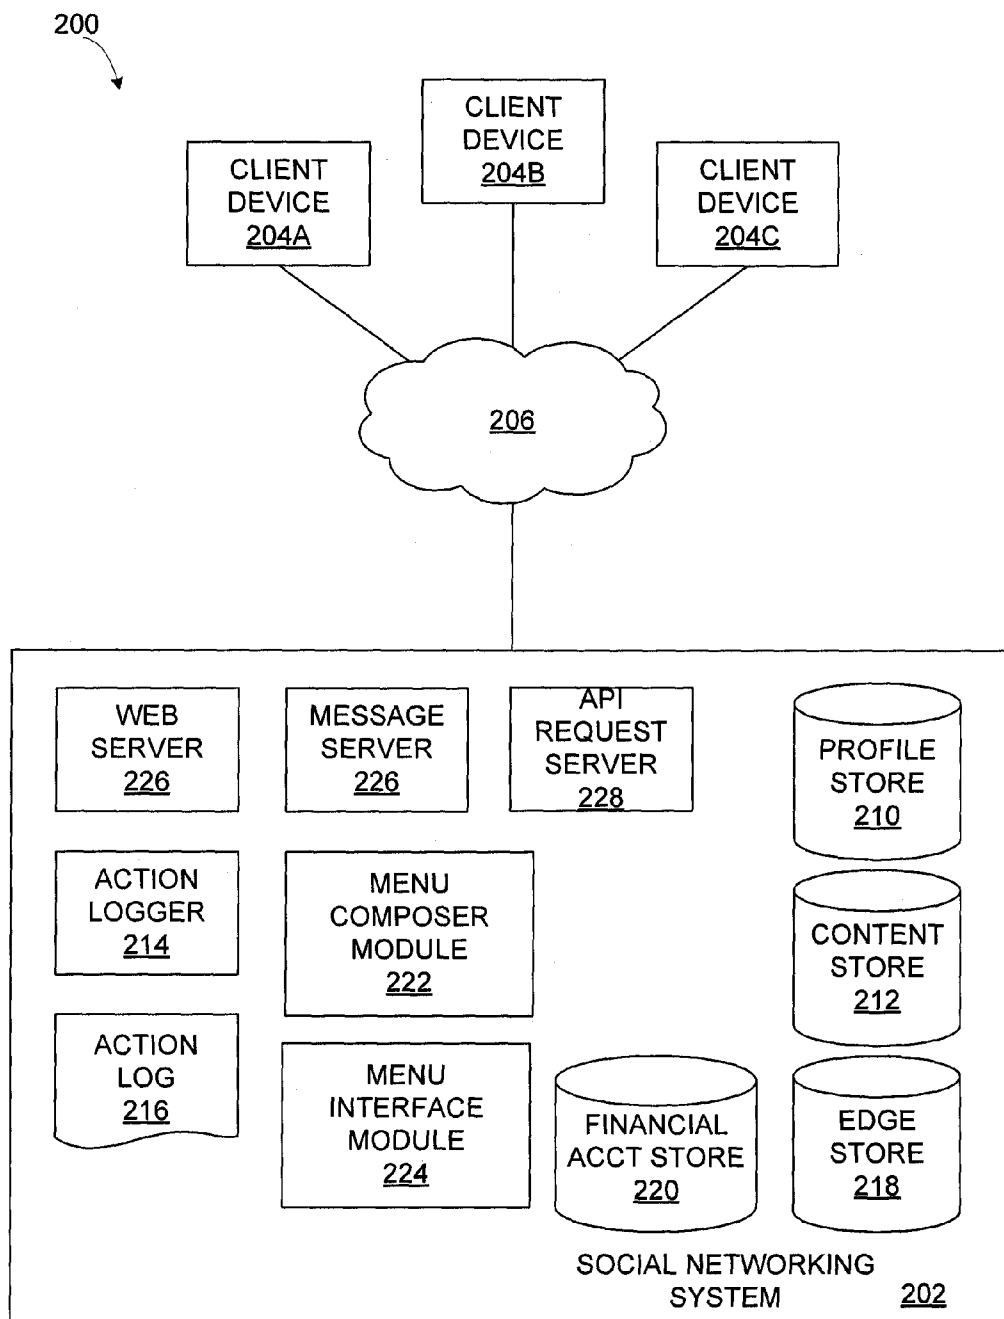 200
CLIENT
DEVICE
204A
CLIENT
DEVICE
204B
CLIENT
DEVICE
204C
206
WEB
SERVER
226
MESSAGE
SERVER
226
API
REQUEST
SERVER
228
PROFILE
STORE
210
ACTION
LOGGER
214
MENU
COMPOSER
MODULE
222
CONTENT
STORE
212
ACTION
LOG
216
MENU
INTERFACE
MODULE
224
FINANCIAL
ACCT STORE
220
EDGE
STORE
218
SOCIAL NETWORKING
SYSTEM
202